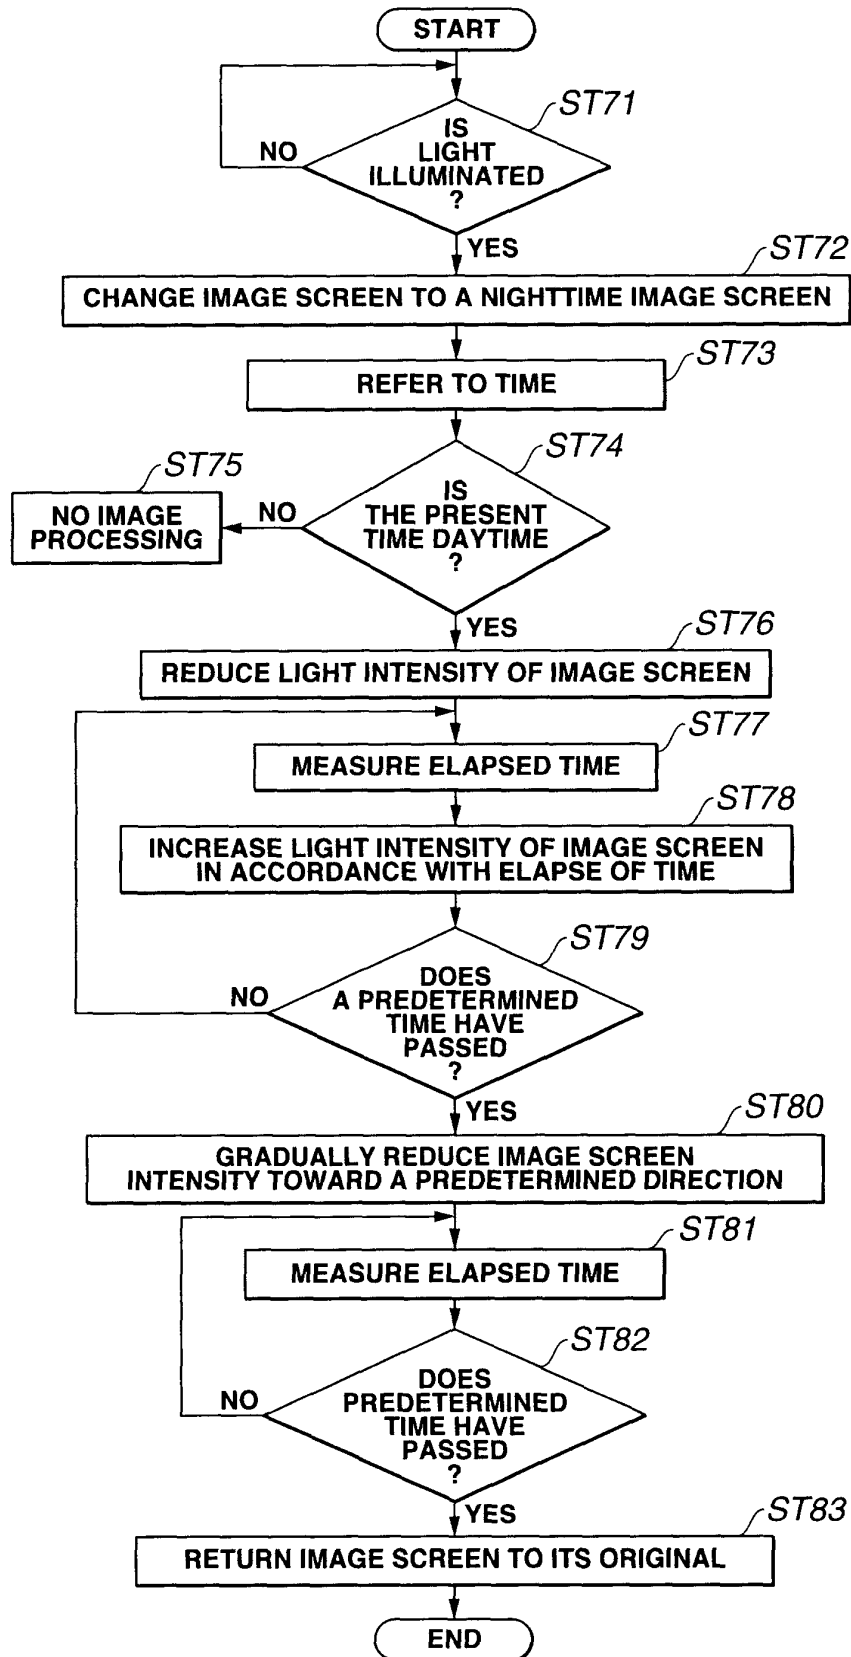 START
ST71
IS
LIGHT
ILLUMINATED
?
NO
YES
ST72
CHANGE IMAGE SCREEN TO A NIGHTTIME IMAGE SCREEN
ST73
REFER TO TIME
ST74
ST75
IS
THE PRESENT
TIME DAYTIME
?
NO
NO IMAGE
PROCESSING
YES
ST76
REDUCE LIGHT INTENSITY OF IMAGE SCREEN
ST77
MEASURE ELAPSED TIME
ST78
INCREASE LIGHT INTENSITY OF IMAGE SCREEN
IN ACCORDANCE WITH ELAPSE OF TIME
ST79
DOES
A PREDETERMINED
TIME HAVE
PASSED
?
NO
YES
ST80
GRADUALLY REDUCE IMAGE SCREEN
INTENSITY TOWARD A PREDETERMINED DIRECTION
ST81
MEASURE ELAPSED TIME
ST82
DOES
PREDETERMINED
TIME HAVE
PASSED
?
NO
YES
ST83
RETURN IMAGE SCREEN TO ITS ORIGINAL
END